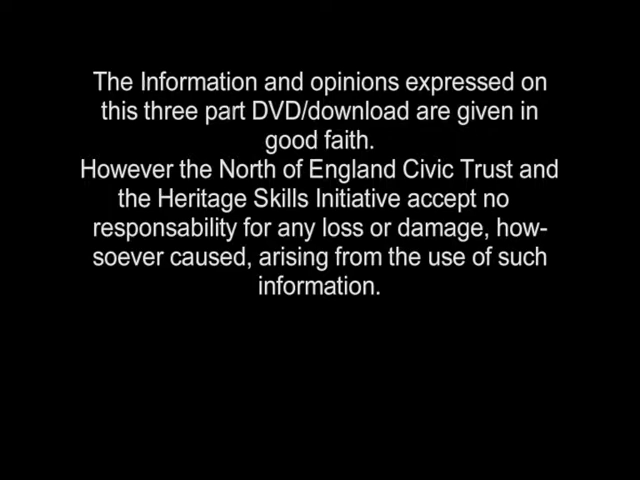 The Information and opinions expressed on
this three part DVD/download are given in
good faith.
However the North of England Civic Trust and
the Heritage Skills Initiative accept no
responsability for any loss or damage, how-
soever caused, arising from the use of such
information.